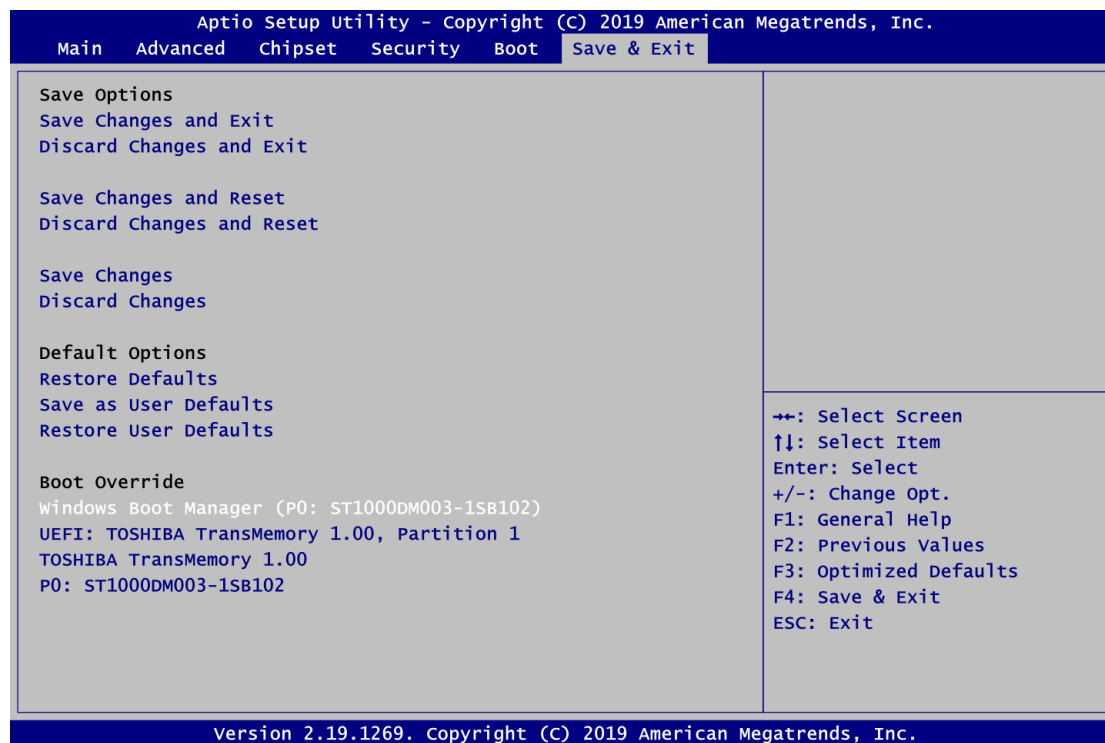 Aptio Setup Utility – Copyright (C) 2019 American Megatrends, Inc.
Main Advanced Chipset Security Boot Save & Exit
Save Options
Save Changes and Exit
Discard Changes and Exit
Save Changes and Reset
Discard Changes and Reset
Save Changes
Discard Changes
Default Options
Restore Defaults
Save as User Defaults
Restore User Defaults
Boot Override
Windows Boot Manager (P0: ST1000DM003-1SB102)
UEFI: TOSHIBA TransMemory 1.00, Partition 1
TOSHIBA TransMemory 1.00
P0: ST1000DM003-1SB102
→←: Select Screen
↑↓: Select Item
Enter: Select
+/-: Change Opt.
F1: General Help
F2: Previous Values
F3: Optimized Defaults
F4: Save & Exit
ESC: Exit
Version 2.19.1269. Copyright (C) 2019 American Megatrends, Inc.